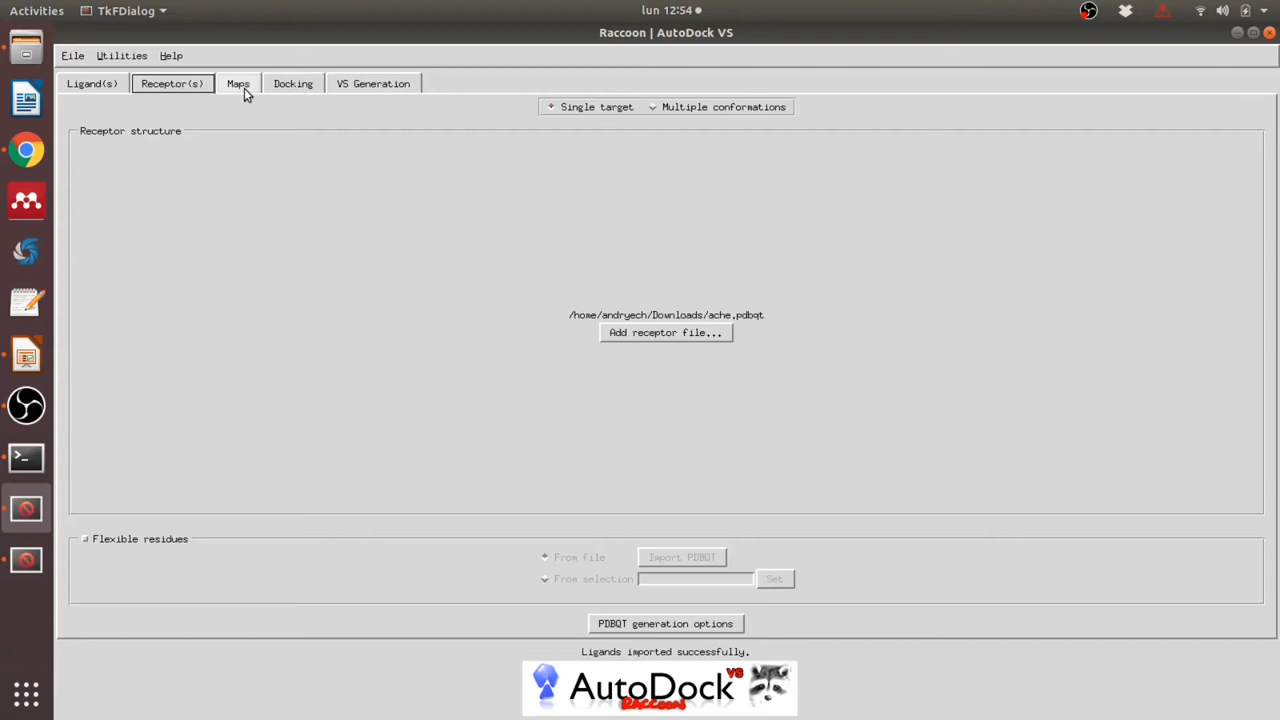 Activities TkFDialog lun 12:54
Raccoon | AutoDock VS
File Utilities Help
Ligand(s) Receptor(s) Maps Docking VS Generation
Single target Multiple conformations
Receptor structure
/home/andryech/Downloads/ache.pdbqt
Add receptor file...
Flexible residues
From file Import PDBQT
From selection Set
PDBQT generation options
Ligands imported successfully.
AutoDock VS
RACCOON